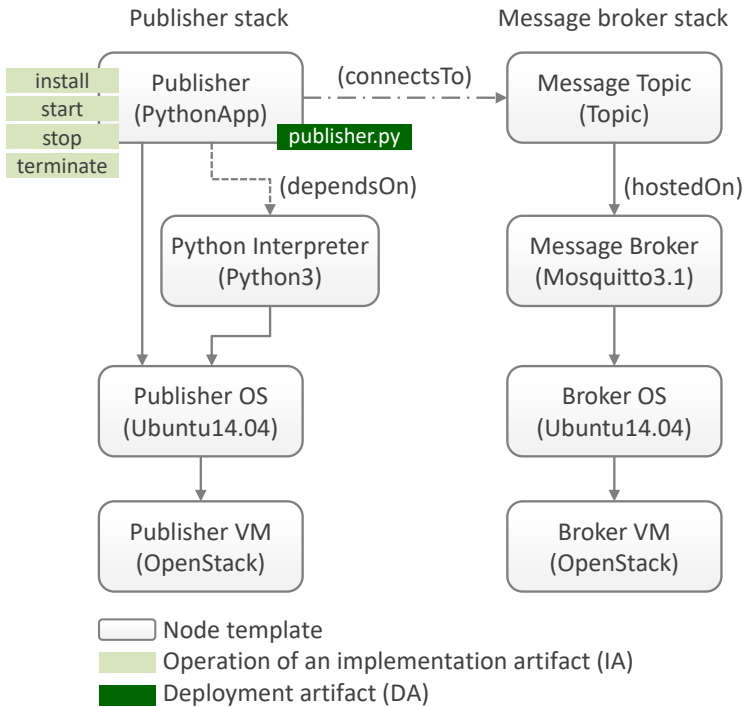 Publisher stack
Message broker stack
install
start
stop
terminate
Publisher
(PythonApp)
publisher.py
(connectsTo)
Message Topic
(Topic)
(dependsOn)
(hostedOn)
Python Interpreter
(Python3)
Message Broker
(Mosquitto3.1)
Publisher OS
(Ubuntu14.04)
Broker OS
(Ubuntu14.04)
Publisher VM
(OpenStack)
Broker VM
(OpenStack)
Node template
Operation of an implementation artifact (IA)
Deployment artifact (DA)